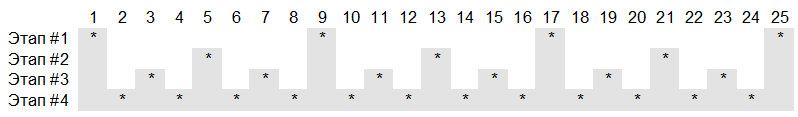 1 2 3 4 5 6 7 8 9 10 11 12 13 14 15 16 17 18 19 20 21 22 23 24 25
Этап #1 * * * *
Этап #2 * * *
Этап #3 * * * * * *
Этап #4 * * * * * * * * * * * *